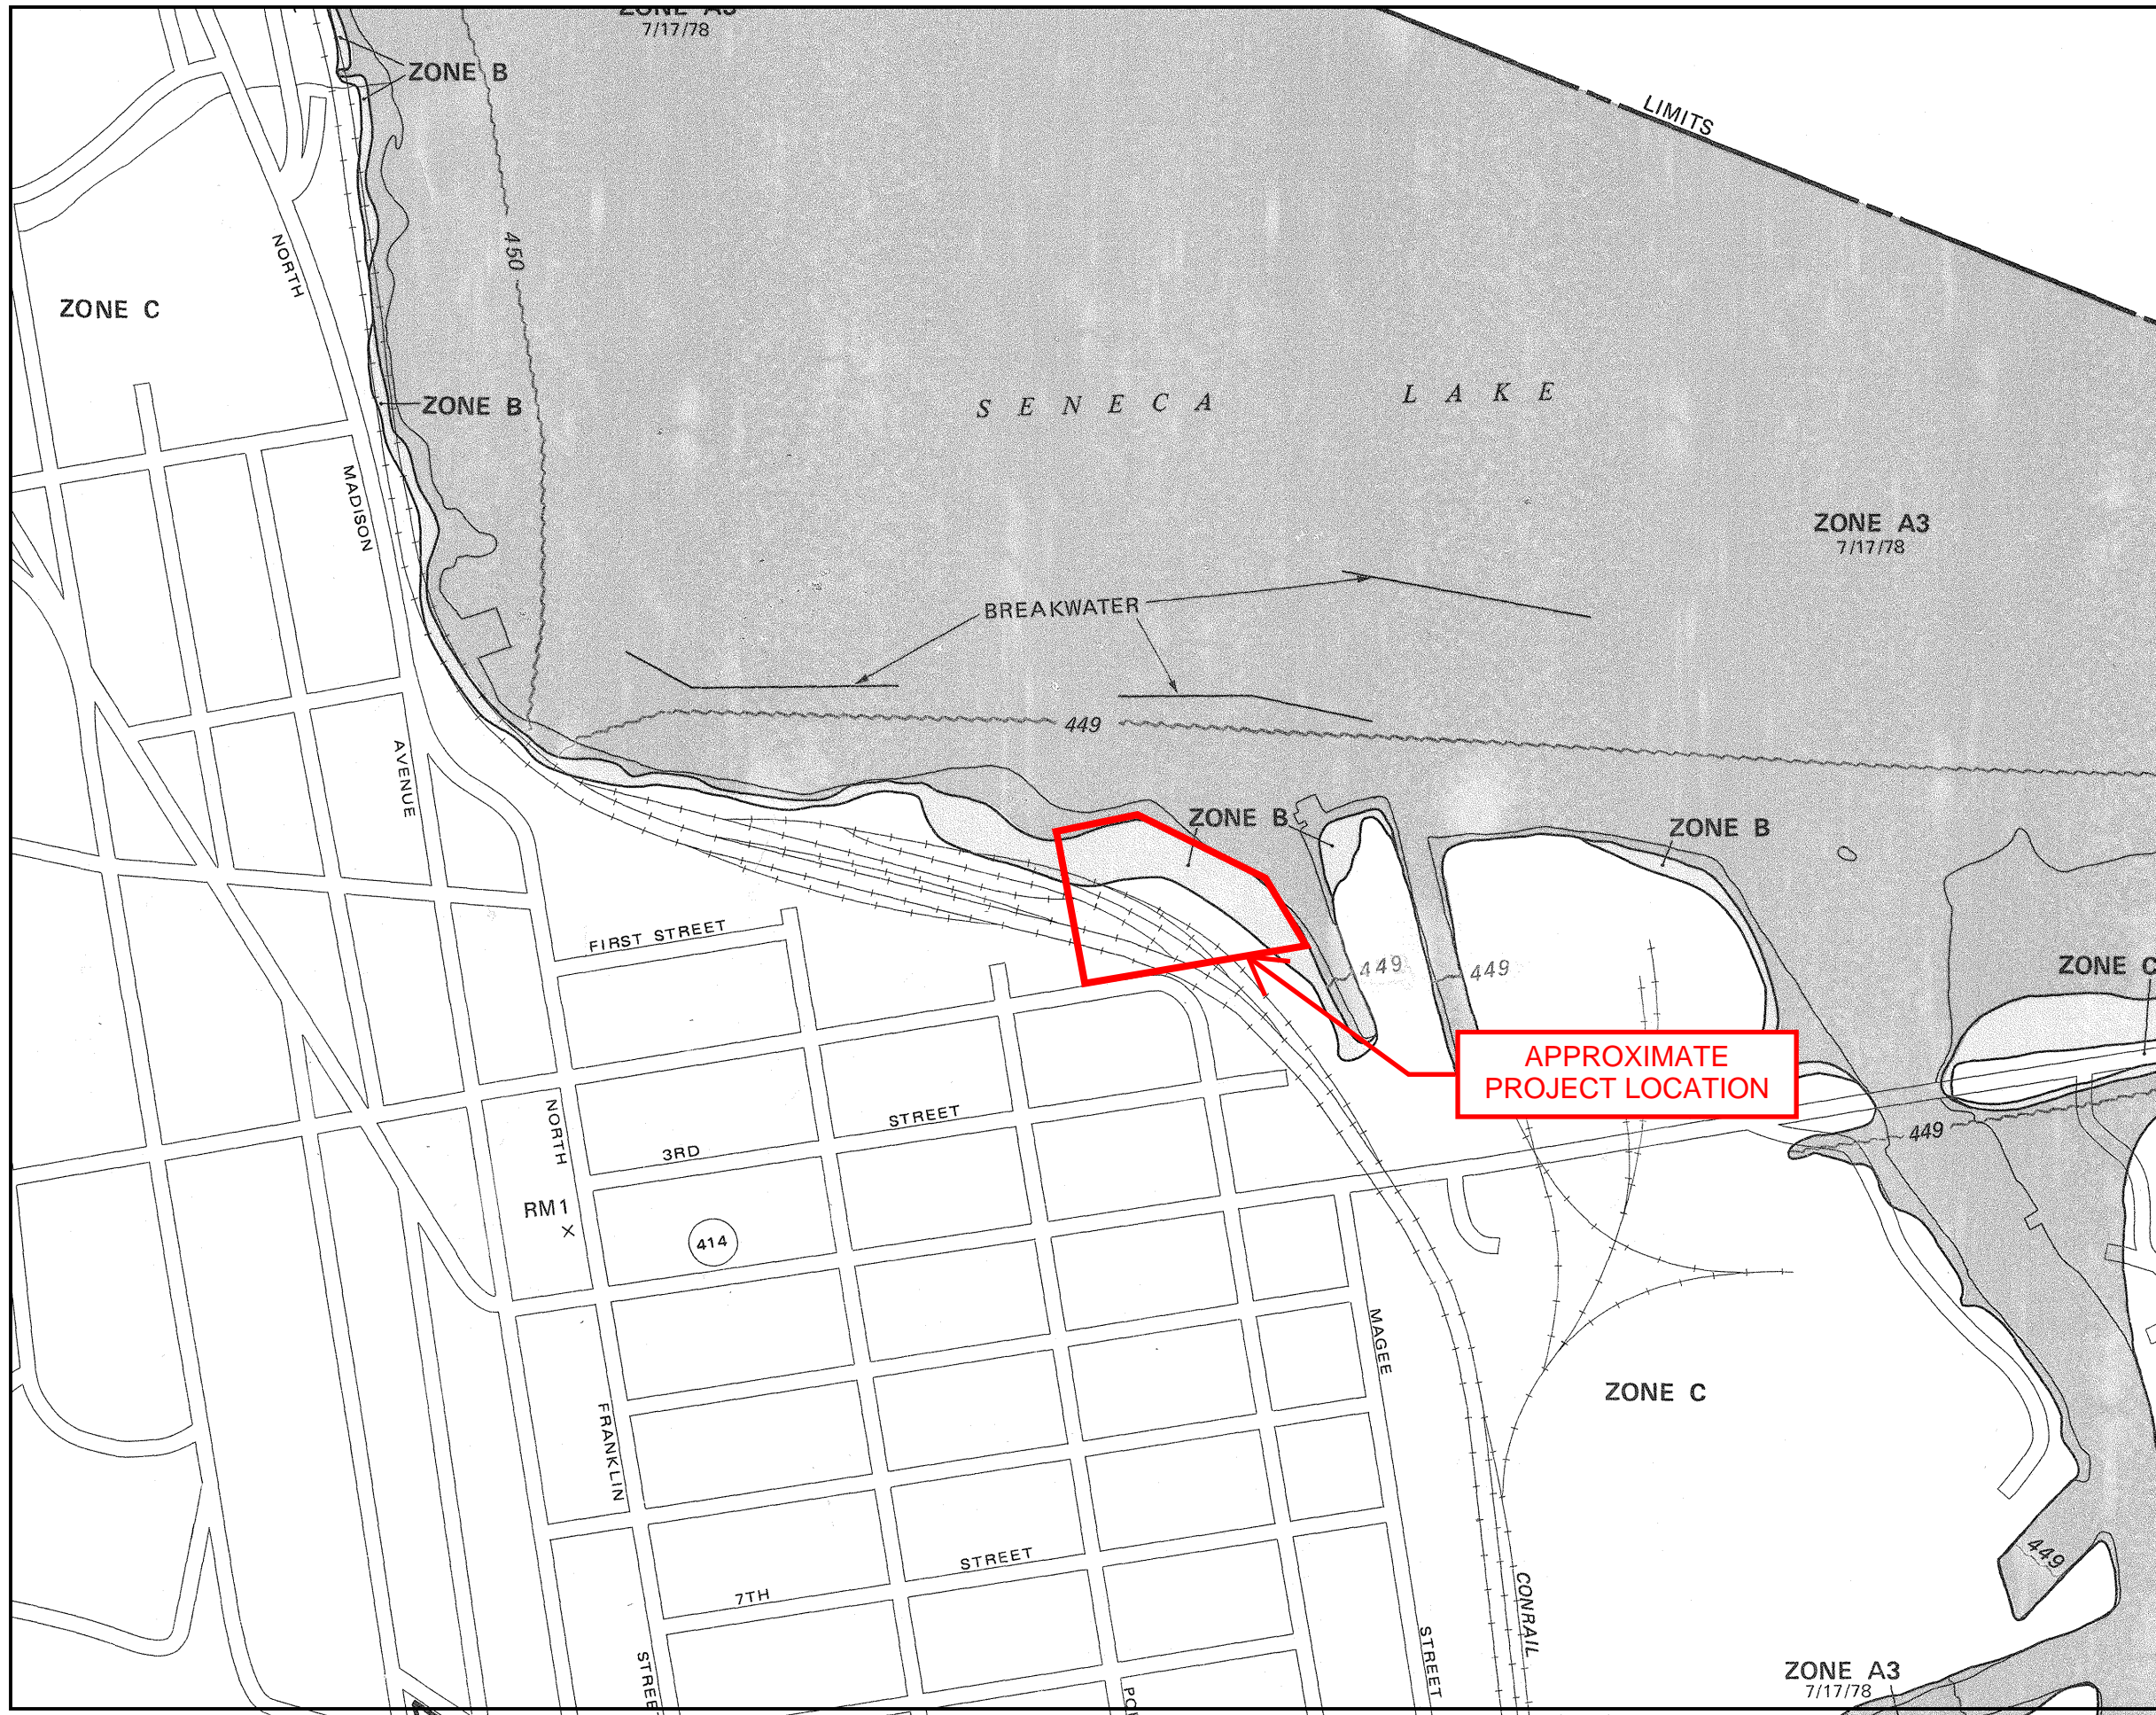 ZONE A3
7/17/78
ZONE B
LIMITS
NORTH
450
ZONE C
ZONE B
SENECA LAKE
MADISON
ZONE A3
7/17/78
BREAKWATER
449
AVENUE
ZONE B
ZONE B
FIRST STREET
449
449
ZONE C
APPROXIMATE
PROJECT LOCATION
NORTH
3RD STREET
449
RM1
414
MAGEE
ZONE C
FRANKLIN
7TH STREET
449
CONRAIL
STREET
ZONE A3
7/17/78